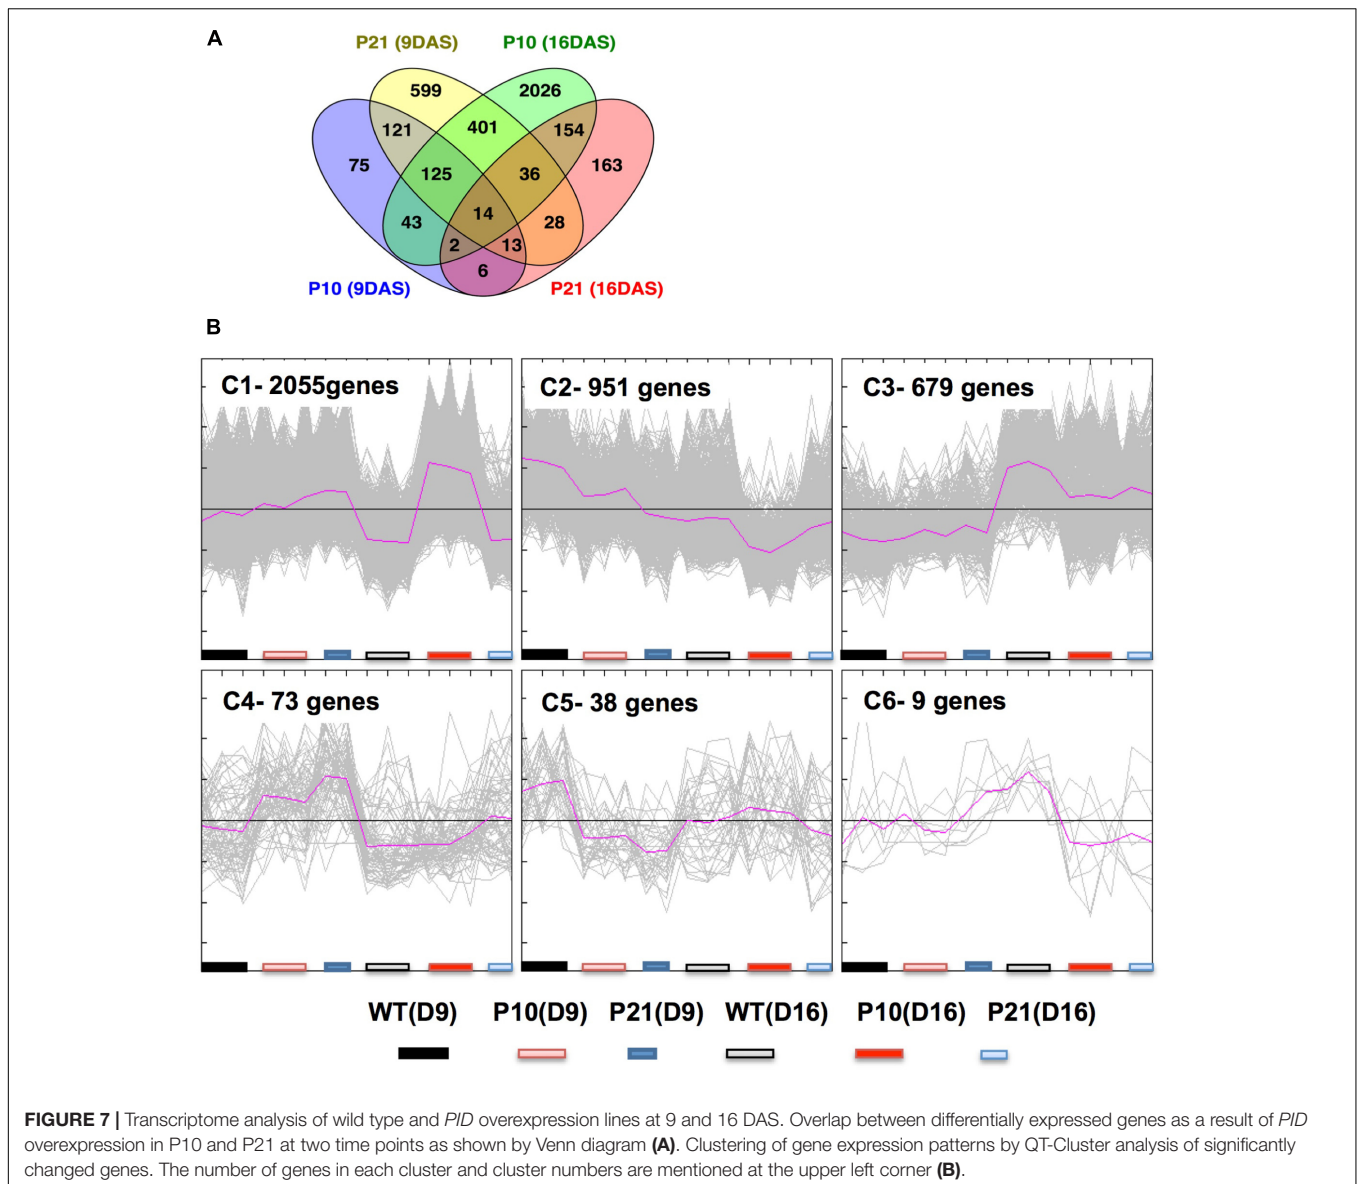 A
P21 (9DAS) P10 (16DAS)
599 2026
121 401 154
75 125 36 163
43 14 28
2 13
6
P10 (9DAS) P21 (16DAS)
B
C1- 2055genes C2- 951 genes C3- 679 genes
C4- 73 genes C5- 38 genes C6- 9 genes
WT(D9) P10(D9) P21(D9) WT(D16) P10(D16) P21(D16)
FIGURE 7 | Transcriptome analysis of wild type and PID overexpression lines at 9 and 16 DAS. Overlap between differentially expressed genes as a result of PID
overexpression in P10 and P21 at two time points as shown by Venn diagram (A). Clustering of gene expression patterns by QT-Cluster analysis of significantly
changed genes. The number of genes in each cluster and cluster numbers are mentioned at the upper left corner (B).